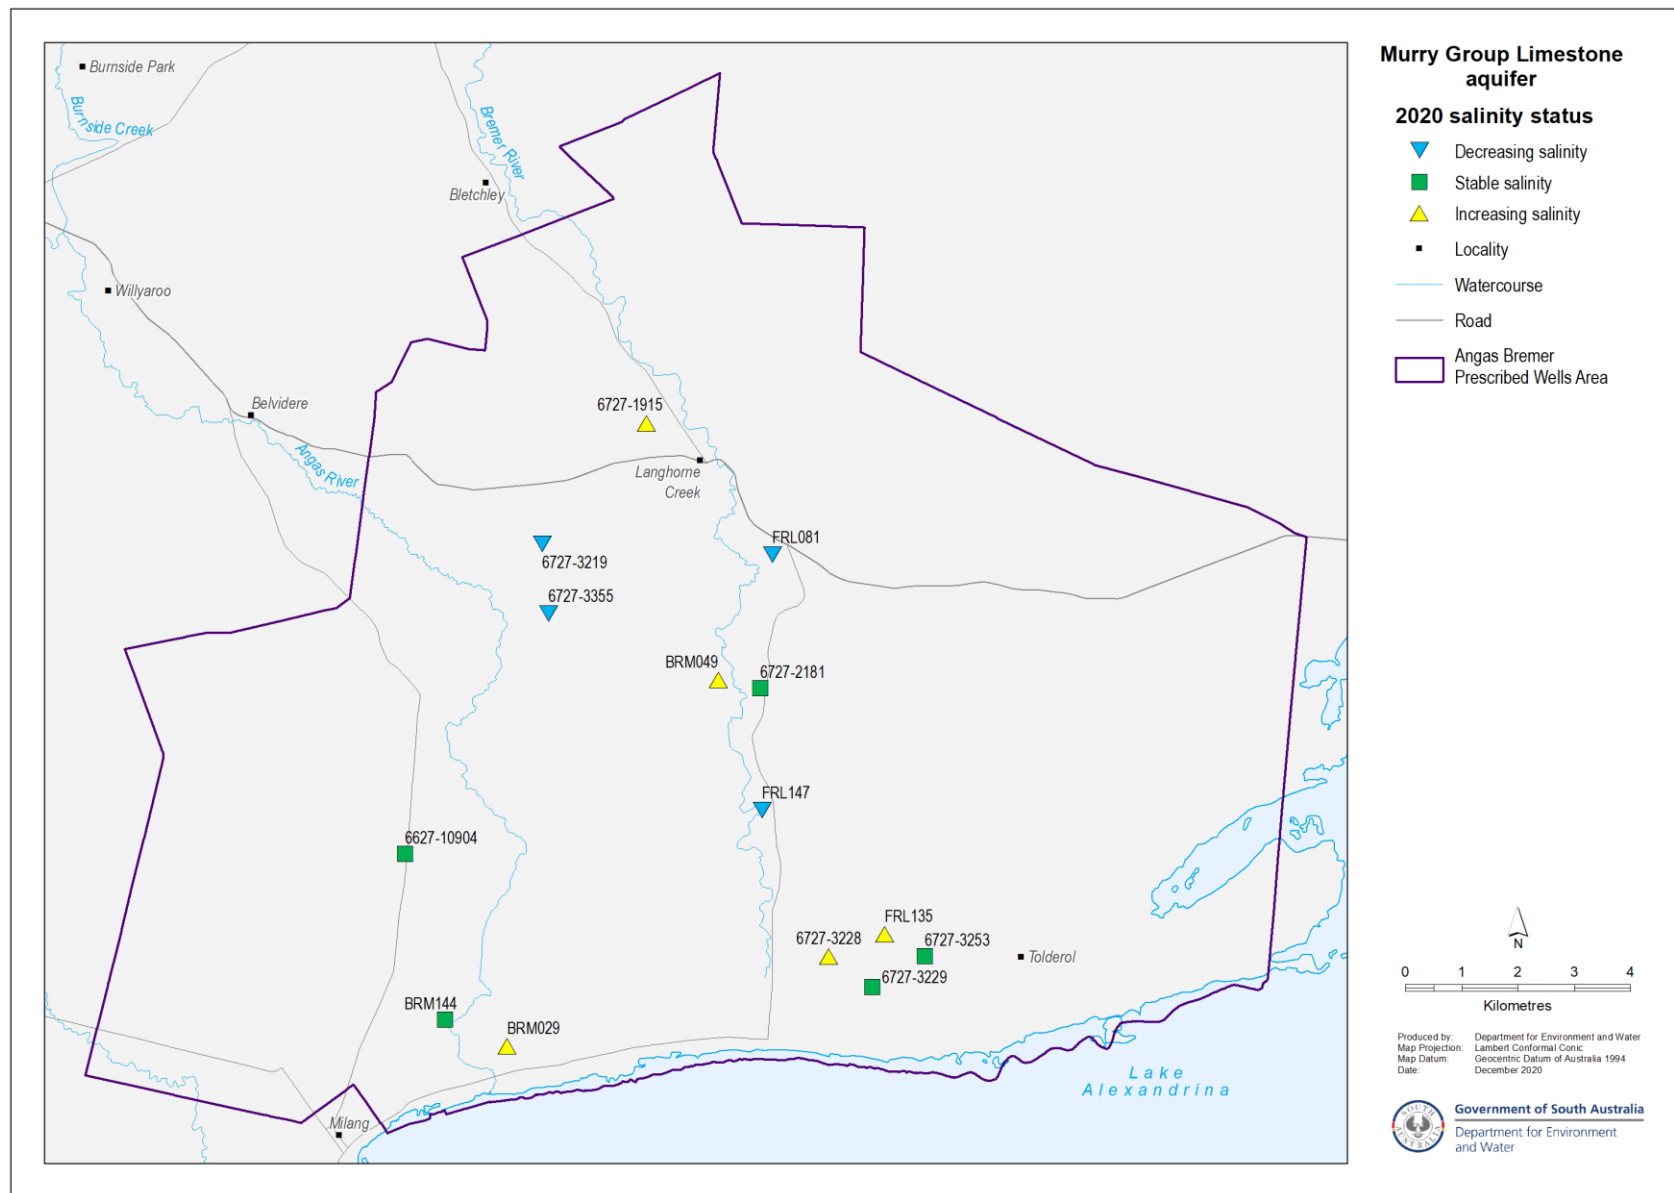 Burnside Park
Burnside Creek
Bremer River
Bletchley
Willyaroo
Belvidere
Angas River
6727-1915
Langhorne
Creek
FRL081
6727-3219
6727-3355
BRM049
6727-2181
FRL147
6627-10904
FRL135
6727-3228
6727-3253
Tolderol
6727-3229
BRM144
BRM029
Lake
Alexandrina
Milang
Murry Group Limestone
aquifer
2020 salinity status
Decreasing salinity
Stable salinity
Increasing salinity
Locality
Watercourse
Road
Angas Bremer
Prescribed Wells Area
N
0 1 2 3 4
Kilometres
Produced by: Department for Environment and Water
Map Projection: Lambert Conformal Conic
Map Datum: Geocentric Datum of Australia 1994
Date: December 2020
SOUTH AUSTRALIA
Government of South Australia
Department for Environment
and Water